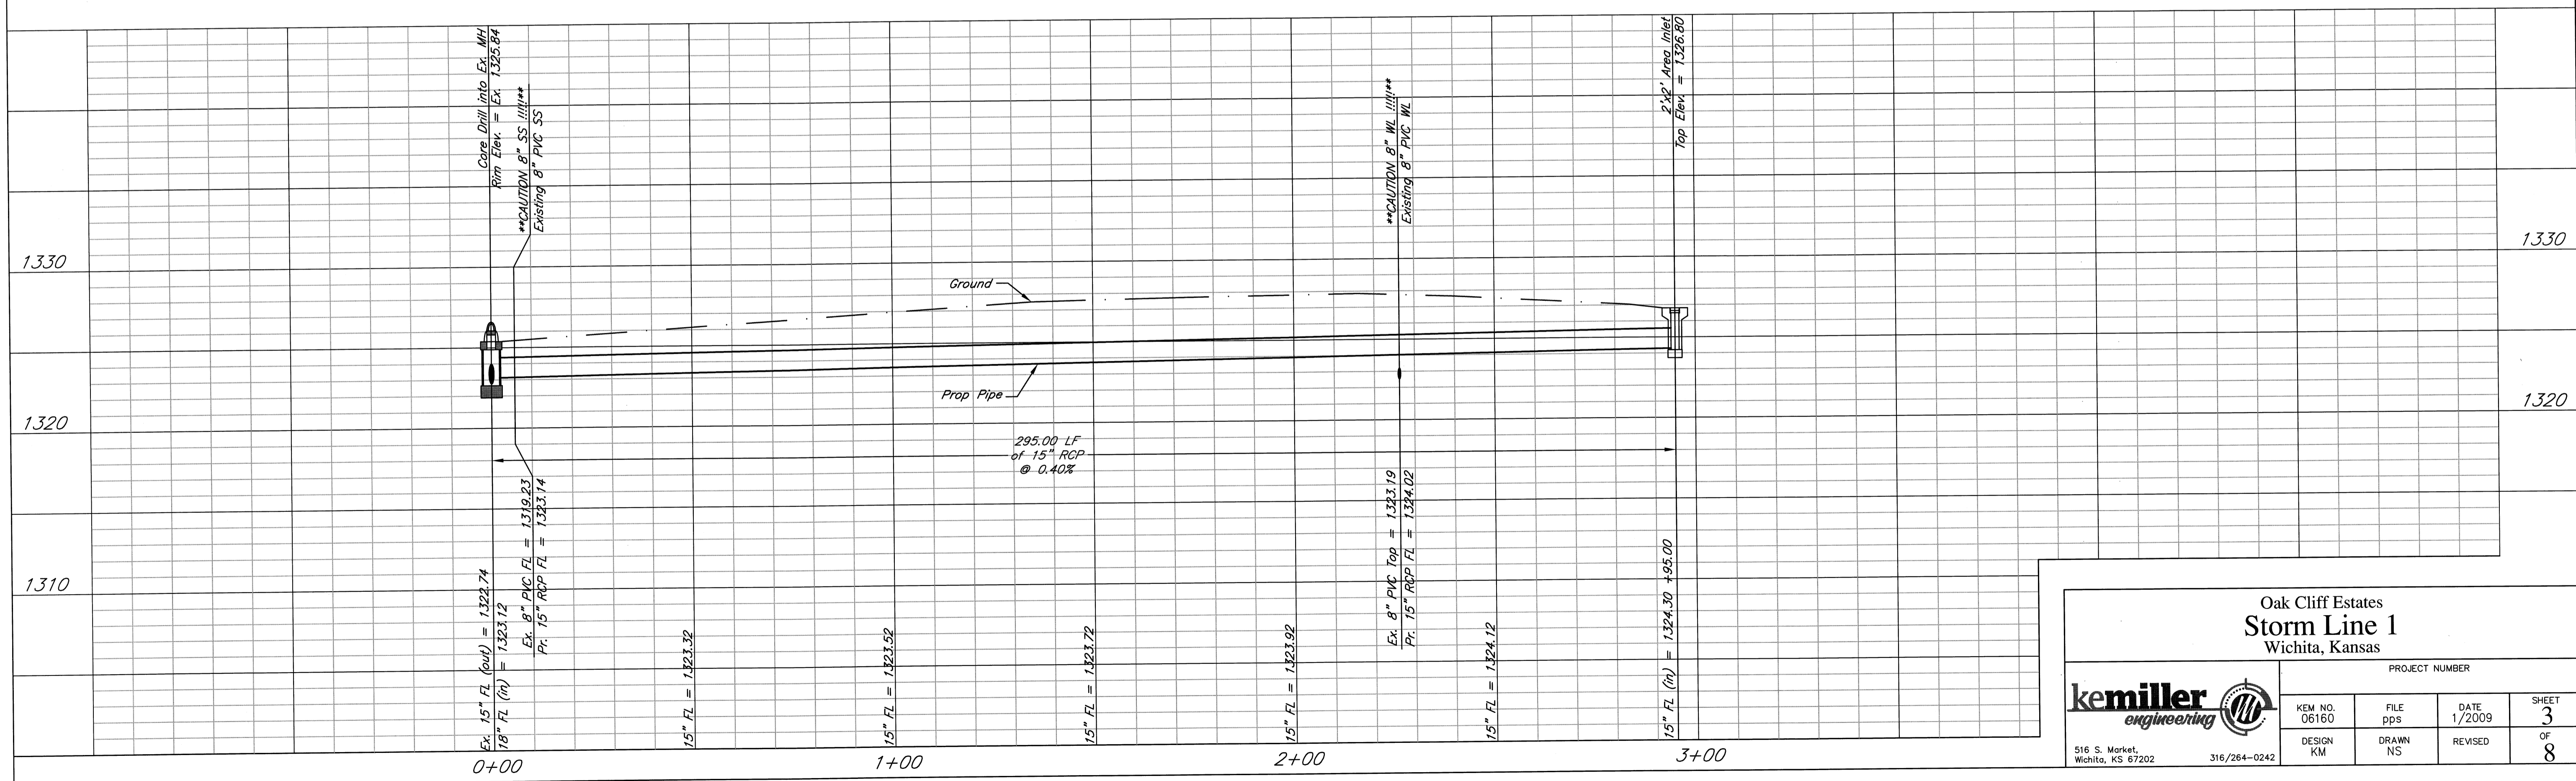 Core Drill into Ex. MH
Rim Elev. = Ex. 1325.84
**CAUTION 8" SS !!!!!**
Existing 8" PVC SS
**CAUTION 8" WL !!!!!**
Existing 8" PVC WL
2'x2' Area Inlet
Top Elev. = 1326.80
1330
1330
Ground
Prop Pipe
1320
1320
295.00 LF
of 15" RCP
@ 0.40%
1310
Ex. 15" FL (out) = 1322.74
18" FL (in) = 1323.12
Ex. 8" PVC FL = 1319.23
Pr. 15" RCP FL = 1323.14
15" FL = 1323.32
15" FL = 1323.52
15" FL = 1323.72
15" FL = 1323.92
Ex. 8" PVC Top = 1323.19
Pr. 15" RCP FL = 1324.02
15" FL = 1324.12
15" FL (in) = 1324.30 +95.00
0+00
1+00
2+00
3+00
Oak Cliff Estates
Storm Line 1
Wichita, Kansas
kemiller
engineering
516 S. Market,
Wichita, KS 67202
316/264-0242
PROJECT NUMBER
KEM NO.
06160
FILE
pps
DATE
1/2009
SHEET
3
DESIGN
KM
DRAWN
NS
REVISED
OF
8